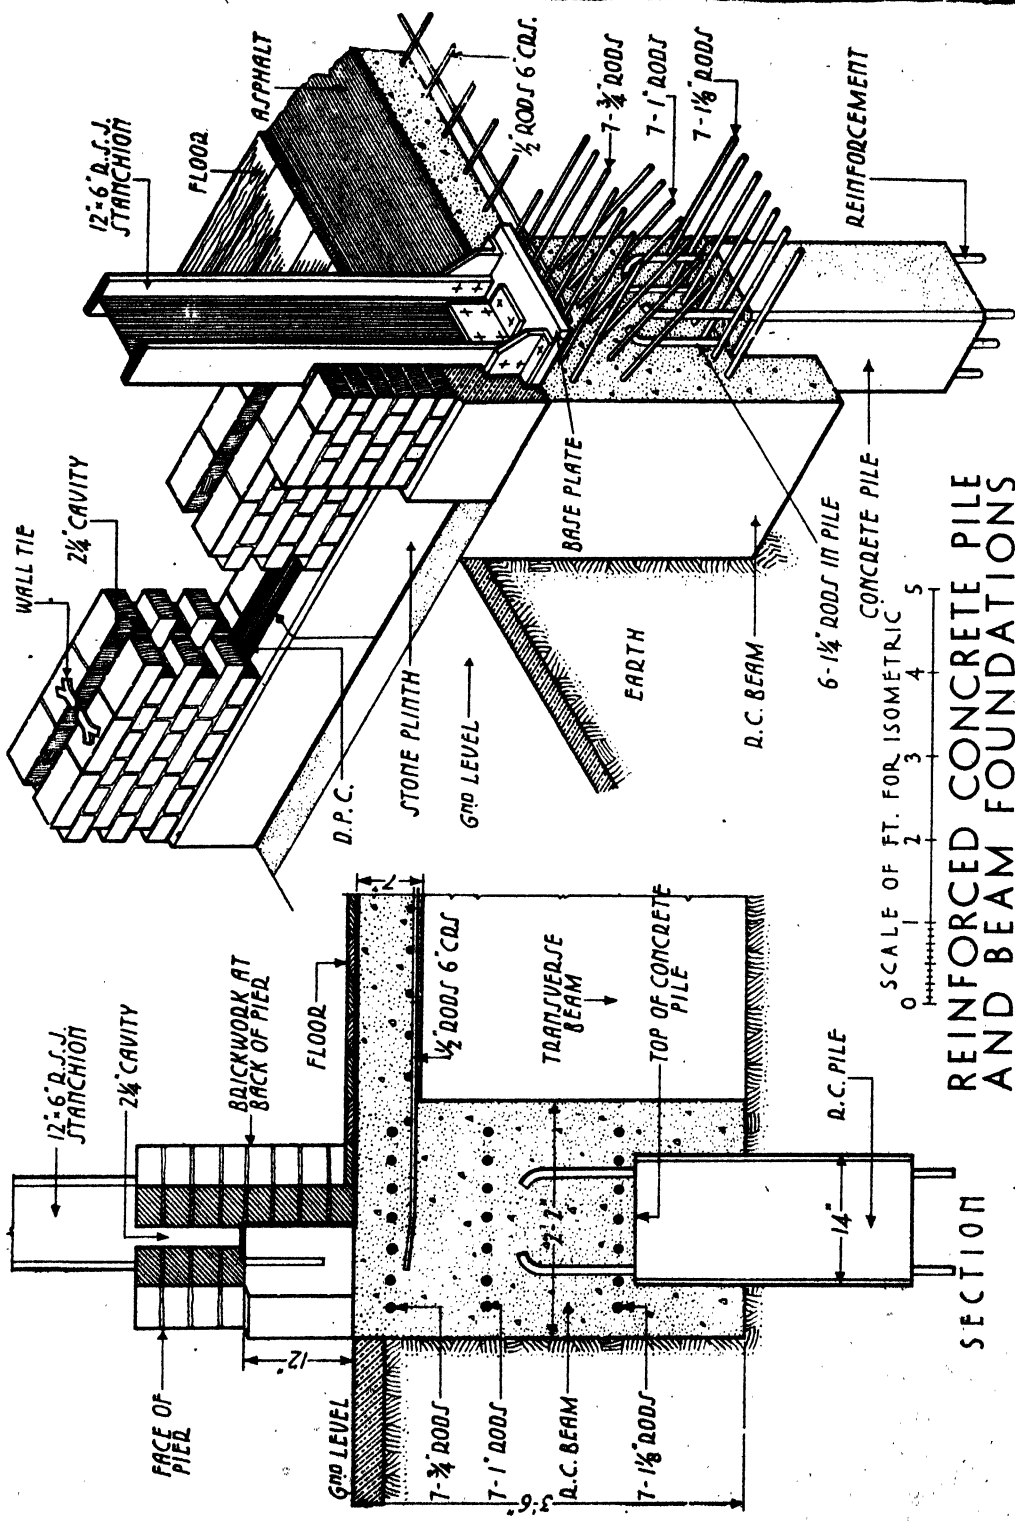 12"×6" R.S.J.
STANCHION
2¼" CAVITY
BRICKWORK AT
BACK OF PIER
FLOOR
7"
½" RODS 6" CRS
TRANSVERSE
BEAM
TOP OF CONCRETE
PILE
R.C. PILE
14"
2'-2"
12"
FACE OF
PIER
GND LEVEL
7-¾" RODS
7-1" RODS
R.C. BEAM
7-1⅛" RODS
3'-6"
SECTION
WALL TIE
2¼" CAVITY
12"×6" R.S.J.
STANCHION
FLOOR
ASPHALT
½" RODS 6" CRS.
7-¾" RODS
7-1" RODS
7-1⅛" RODS
REINFORCEMENT
D.P.C.
STONE PLINTH
GND LEVEL
EARTH
BASE PLATE
R.C. BEAM
6-1¼" RODS IN PILE
CONCRETE PILE
SCALE OF FT. FOR ISOMETRIC
0 1 2 3 4 5
REINFORCED CONCRETE PILE
AND BEAM FOUNDATIONS